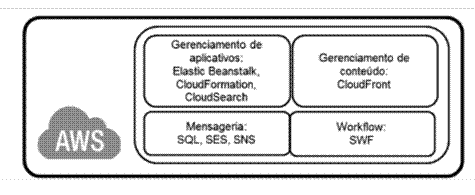 Gerenciamento de
aplicativos:
Elastic Beanstalk,
CloudFormation,
CloudSearch
Gerenciamento de
conteúdo:
CloudFront
AWS
Mensageria:
SQL, SES, SNS
Workflow:
SWF